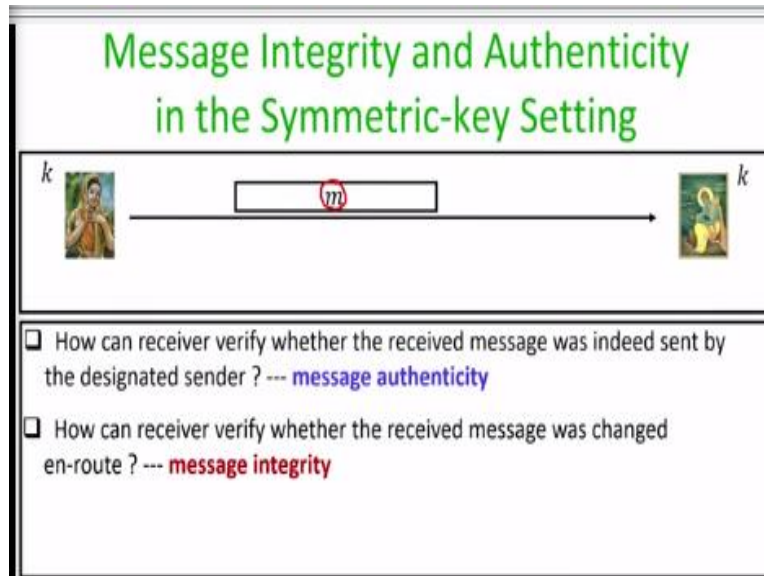 Message Integrity and Authenticity
in the Symmetric-key Setting
k
m
k
❑ How can receiver verify whether the received message was indeed sent by
the designated sender ? --- message authenticity
❑ How can receiver verify whether the received message was changed
en-route ? --- message integrity